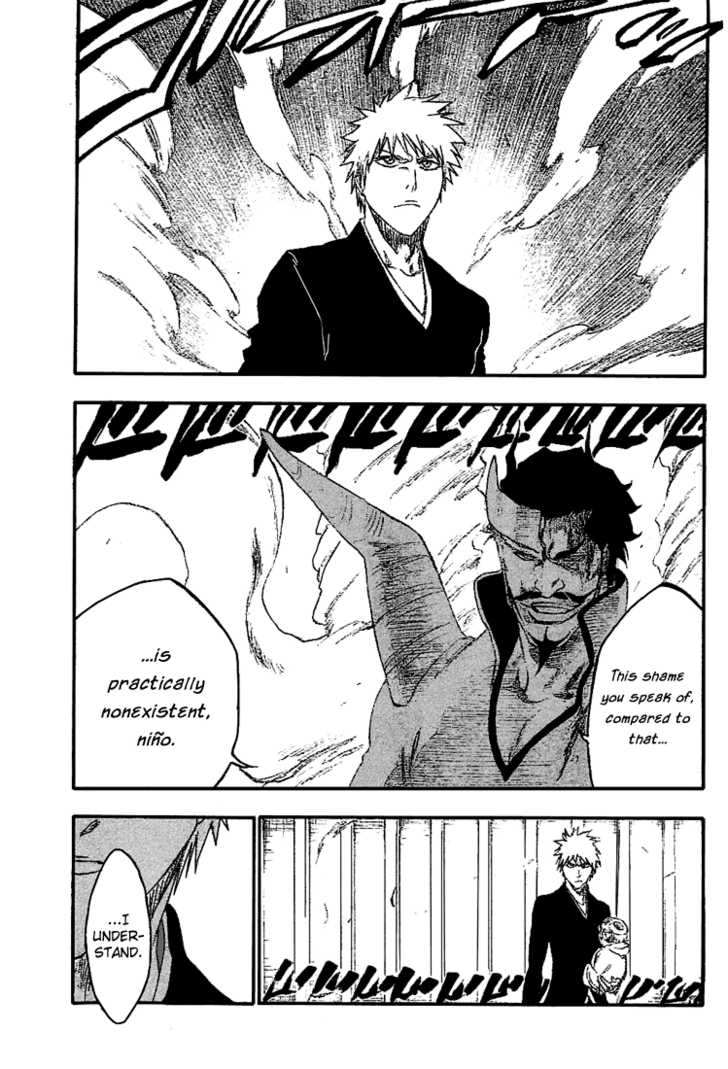 This shame
you speak of,
compared to
that...
...is
practically
nonexistent,
niño.
...I
UNDER-
STAND.